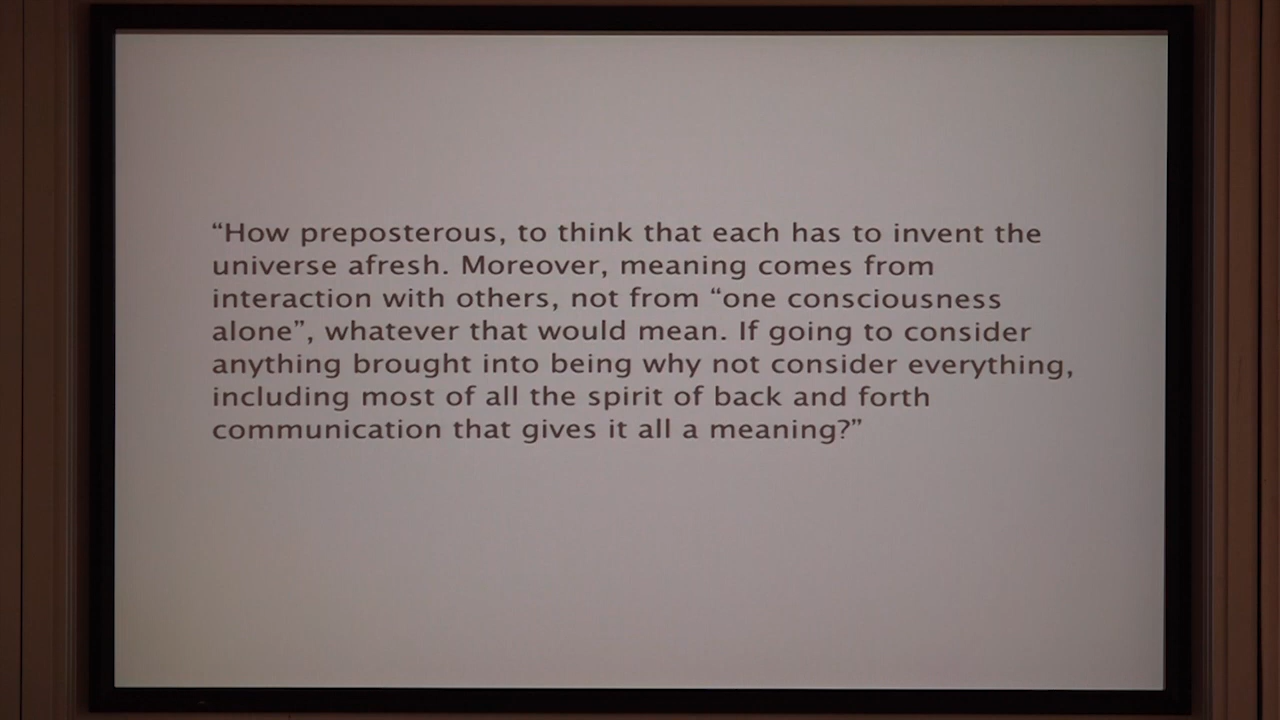 “How preposterous, to think that each has to invent the
universe afresh. Moreover, meaning comes from
interaction with others, not from “one consciousness
alone”, whatever that would mean. If going to consider
anything brought into being why not consider everything,
including most of all the spirit of back and forth
communication that gives it all a meaning?”